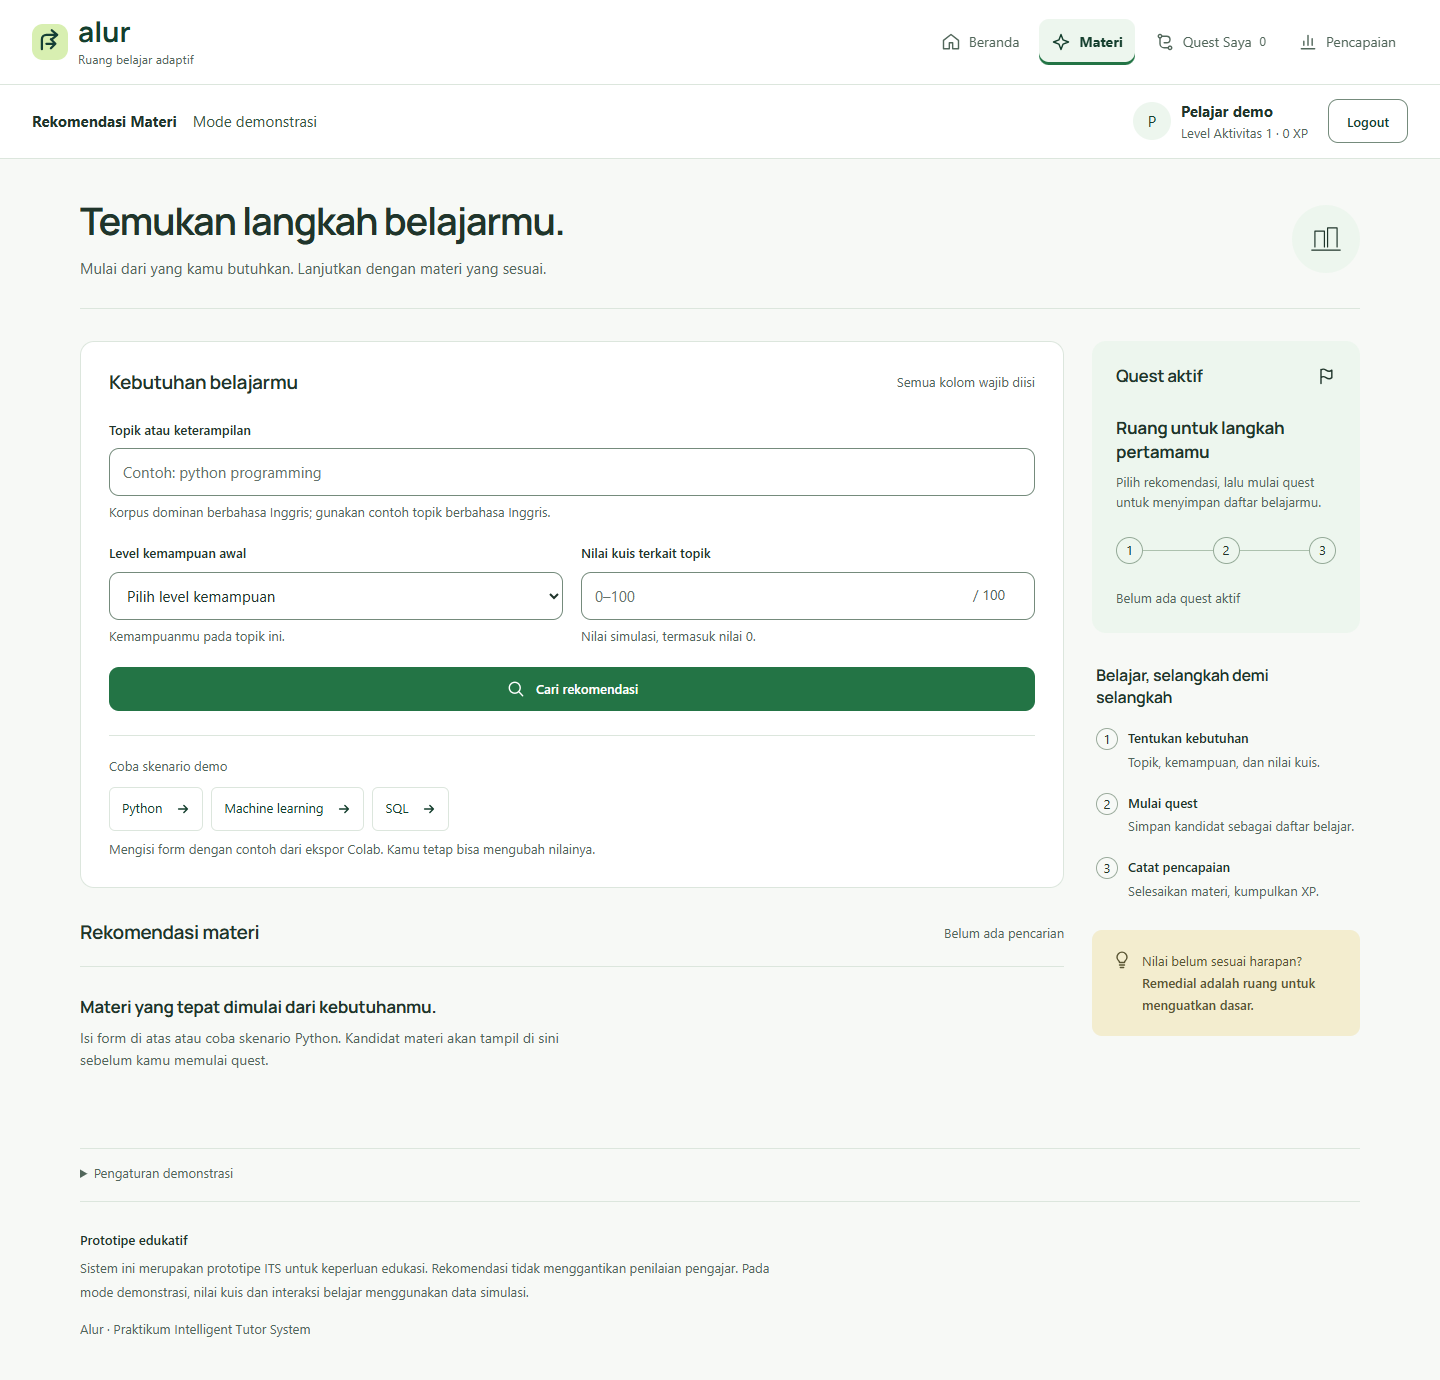 alur
Ruang belajar adaptif
Beranda
Materi
Quest Saya 0
Pencapaian
Rekomendasi Materi
Mode demonstrasi
P
Pelajar demo
Level Aktivitas 1 · 0 XP
Logout
Temukan langkah belajarmu.
Mulai dari yang kamu butuhkan. Lanjutkan dengan materi yang sesuai.
Kebutuhan belajarmu
Semua kolom wajib diisi
Topik atau keterampilan
Contoh: python programming
Korpus dominan berbahasa Inggris; gunakan contoh topik berbahasa Inggris.
Level kemampuan awal
Pilih level kemampuan
Kemampuanmu pada topik ini.
Nilai kuis terkait topik
0–100
/ 100
Nilai simulasi, termasuk nilai 0.
Cari rekomendasi
Coba skenario demo
Python →
Machine learning →
SQL →
Mengisi form dengan contoh dari ekspor Colab. Kamu tetap bisa mengubah nilainya.
Rekomendasi materi
Belum ada pencarian
Materi yang tepat dimulai dari kebutuhanmu.
Isi form di atas atau coba skenario Python. Kandidat materi akan tampil di sini
sebelum kamu memulai quest.
Quest aktif
Ruang untuk langkah
pertamamu
Pilih rekomendasi, lalu mulai quest
untuk menyimpan daftar belajarmu.
1
2
3
Belum ada quest aktif
Belajar, selangkah demi
selangkah
1 Tentukan kebutuhan
Topik, kemampuan, dan nilai kuis.
2 Mulai quest
Simpan kandidat sebagai daftar belajar.
3 Catat pencapaian
Selesaikan materi, kumpulkan XP.
Nilai belum sesuai harapan?
Remedial adalah ruang untuk
menguatkan dasar.
Pengaturan demonstrasi
Prototipe edukatif
Sistem ini merupakan prototipe ITS untuk keperluan edukasi. Rekomendasi tidak menggantikan penilaian pengajar. Pada
mode demonstrasi, nilai kuis dan interaksi belajar menggunakan data simulasi.
Alur · Praktikum Intelligent Tutor System